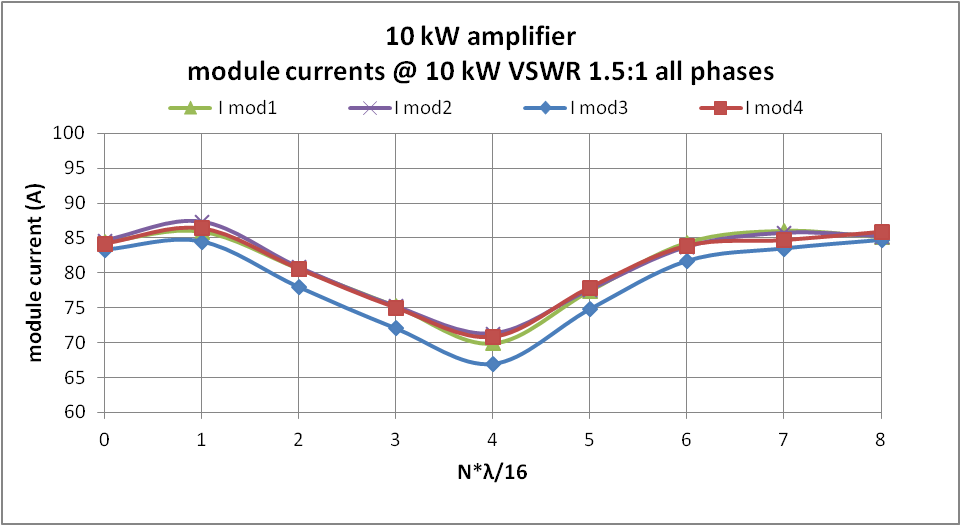 10 kW amplifier
module currents @ 10 kW VSWR 1.5:1 all phases
I mod1 I mod2 I mod3 I mod4
100
95
90
85
80
75
70
65
60
module current (A)
0 1 2 3 4 5 6 7 8
N*λ/16